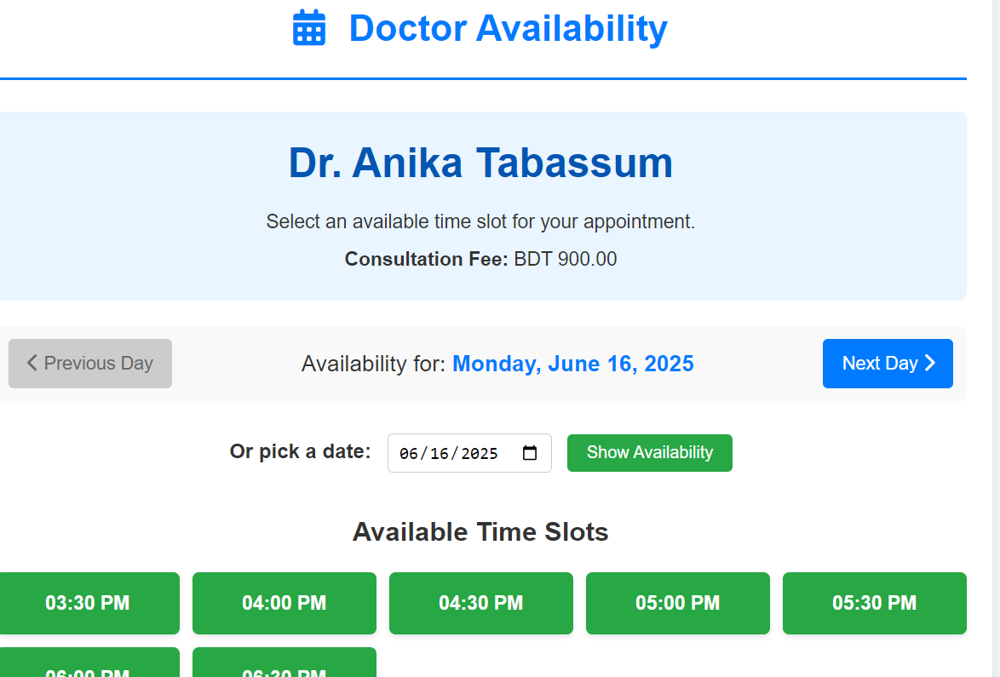 Doctor Availability
Dr. Anika Tabassum
Select an available time slot for your appointment.
Consultation Fee: BDT 900.00
Previous Day
Availability for: Monday, June 16, 2025
Next Day
Or pick a date: 06/16/2025 Show Availability
Available Time Slots
03:30 PM 04:00 PM 04:30 PM 05:00 PM 05:30 PM
06:00 PM 06:30 PM